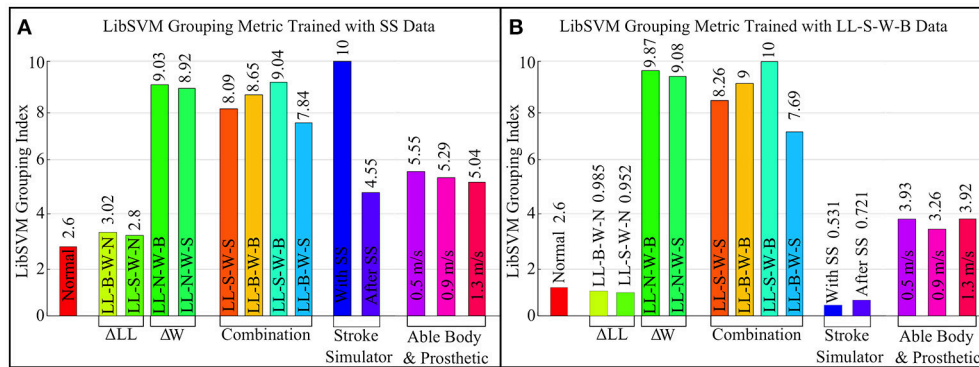 A
LibSVM Grouping Metric Trained with SS Data
LibSVM Grouping Index
10
8
6
4
2
0
2.6
Normal
3.02
LL-B-W-N
2.8
LL-S-W-N
9.03
LL-N-W-B
8.92
LL-N-W-S
8.09
LL-S-W-S
8.65
LL-B-W-B
9.04
LL-S-W-B
7.84
LL-B-W-S
10
With SS
4.55
After SS
5.55
0.5 m/s
5.29
0.9 m/s
5.04
1.3 m/s
ΔLL
ΔW
Combination
Stroke
Simulator
Able Body
& Prosthetic
B
LibSVM Grouping Metric Trained with LL-S-W-B Data
LibSVM Grouping Index
10
8
6
4
2
0
Normal 2.6
LL-B-W-N 0.985
LL-S-W-N 0.952
9.87
LL-N-W-B
9.08
LL-N-W-S
8.26
LL-S-W-S
9
LL-B-W-B
10
LL-S-W-B
7.69
LL-B-W-S
With SS 0.531
After SS 0.721
3.93
0.5 m/s
3.26
0.9 m/s
3.92
1.3 m/s
ΔLL
ΔW
Combination
Stroke
Simulator
Able Body
& Prosthetic